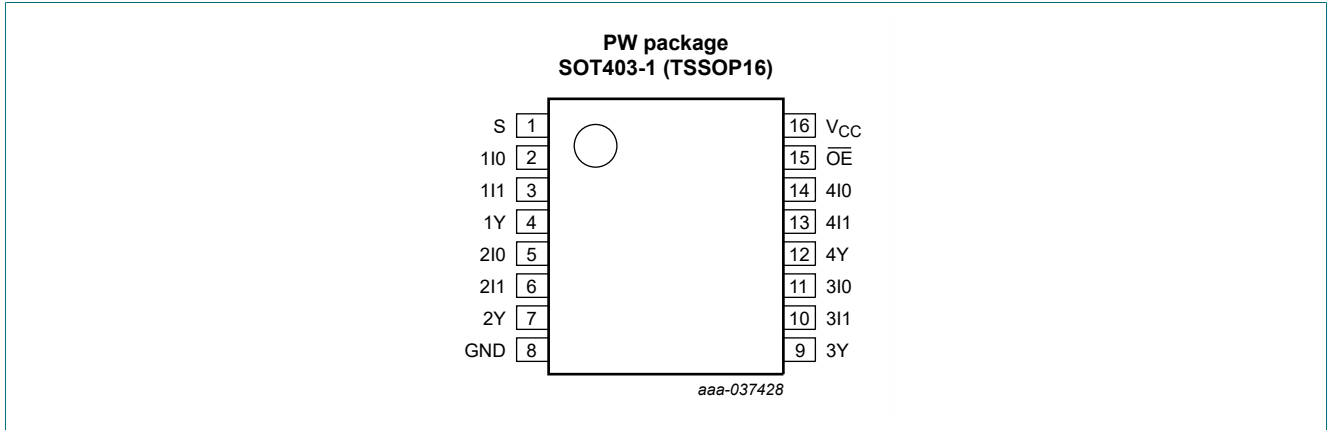 PW package
SOT403-1 (TSSOP16)
S 1 16 VCC
1I0 2 15 OE
1I1 3 14 4I0
1Y 4 13 4I1
2I0 5 12 4Y
2I1 6 11 3I0
2Y 7 10 3I1
GND 8 9 3Y
aaa-037428